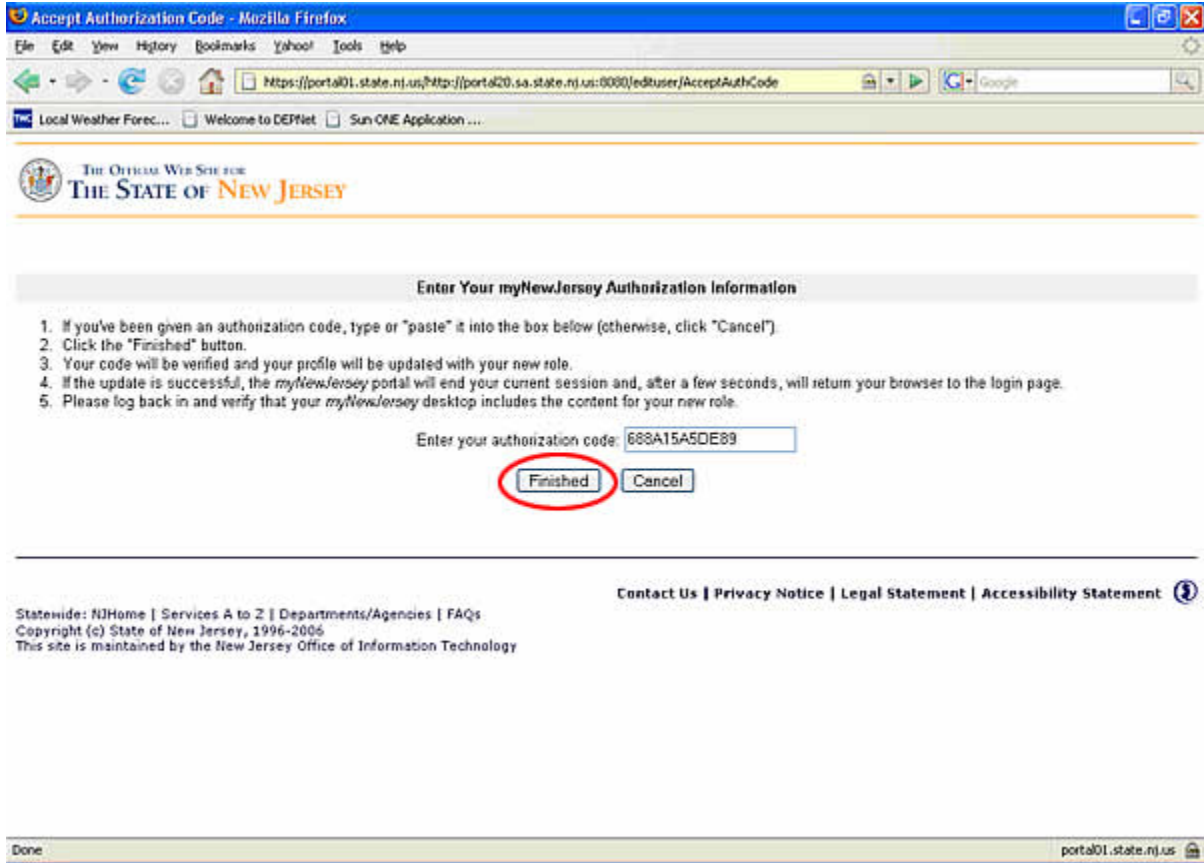 Accept Authorization Code - Mozilla Firefox
File Edit View History Bookmarks Yahoo! Tools Help
https://portal01.state.nj.us/http://portal20.sa.state.nj.us:8080/edituser/AcceptAuthCode
Google
Local Weather Forec... Welcome to DEPNet Sun ONE Application ...
The Official Web Site for
The State of New Jersey
Enter Your myNewJersey Authorization Information
1. If you've been given an authorization code, type or "paste" it into the box below (otherwise, click "Cancel").
2. Click the "Finished" button.
3. Your code will be verified and your profile will be updated with your new role.
4. If the update is successful, the myNewJersey portal will end your current session and, after a few seconds, will return your browser to the login page.
5. Please log back in and verify that your myNewJersey desktop includes the content for your new role.
Enter your authorization code: 688A15A5DE89
Finished Cancel
Contact Us | Privacy Notice | Legal Statement | Accessibility Statement
Statewide: NJHome | Services A to Z | Departments/Agencies | FAQs
Copyright (c) State of New Jersey, 1996-2006
This site is maintained by the New Jersey Office of Information Technology
Done
portal01.state.nj.us